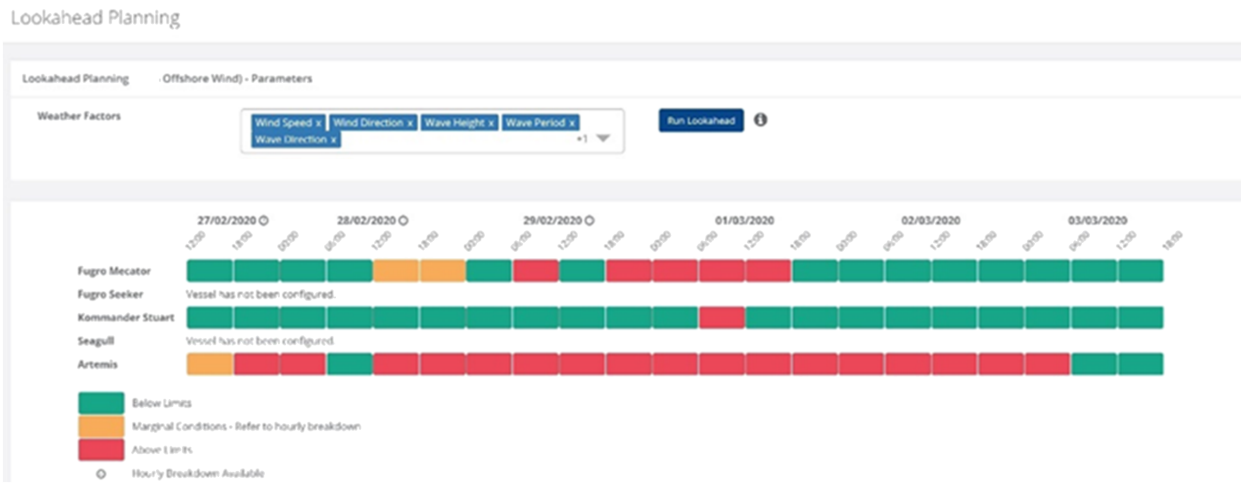 Lookahead Planning
Lookahead Planning . Offshore Wind) - Parameters
Weather Factors
Wind Speed x Wind Direction x Wave Height x Wave Period x
Run Lookahead
Wave Direction x +1
27/02/2020 28/02/2020 29/02/2020 01/03/2020 02/03/2020 03/03/2020
12:00 18:00 00:00 06:00 12:00 18:00 00:00 06:00 12:00 18:00 00:00 06:00 12:00 18:00 00:00 06:00 12:00 18:00 00:00 06:00 12:00 18:00
Fugro Mecator
Fugro Seeker Vessel has not been configured.
Kommander Stuart
Seagull Vessel has not been configured.
Artemis
Below Limits
Marginal Conditions - Refer to hourly breakdown
Above Limits
Hourly Breakdown Available